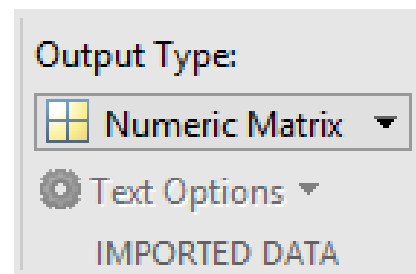 Output Type:
Numeric Matrix
Text Options
IMPORTED DATA